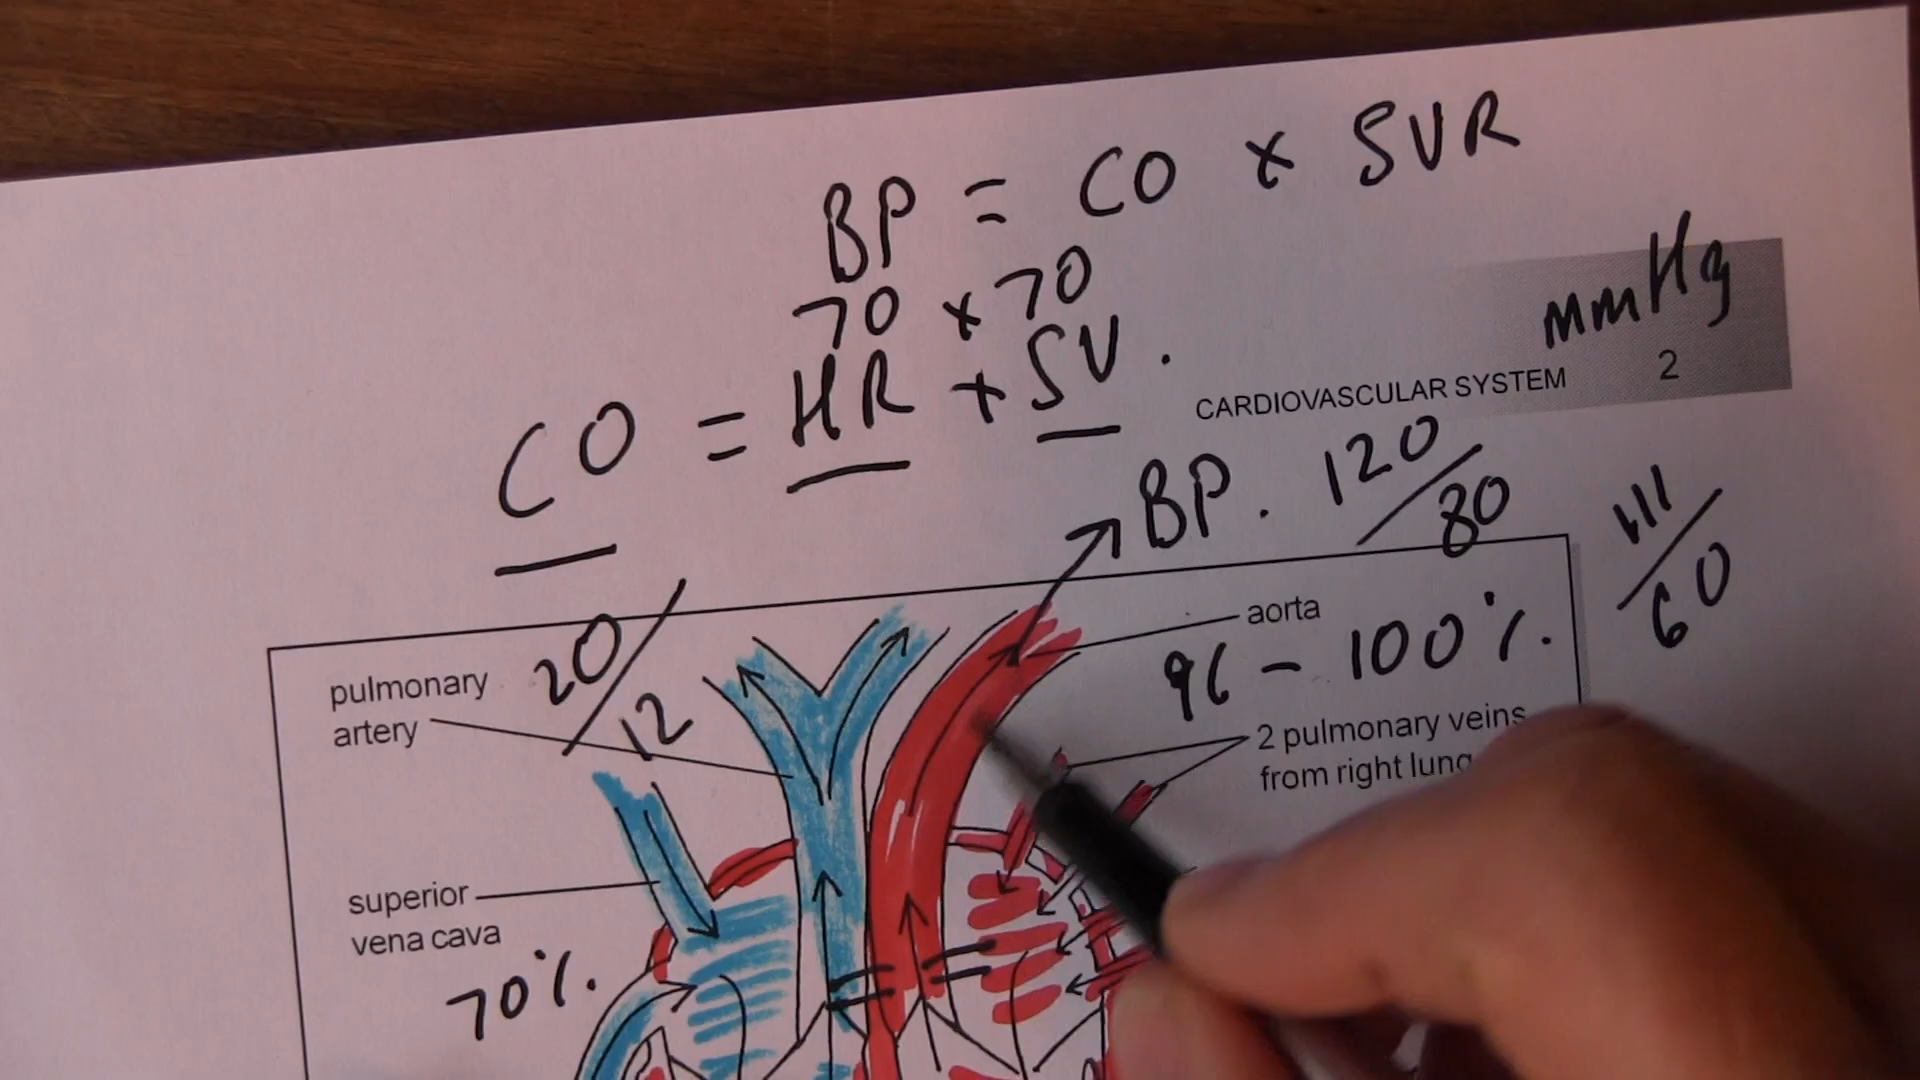 BP = CO x SVR
70 x 70
mmHg
CO = HR x SV.
CARDIOVASCULAR SYSTEM 2
BP. 120/80
111/60
aorta
96 - 100%.
pulmonary
artery
20/12
2 pulmonary veins
from right lung
superior
vena cava
70%.